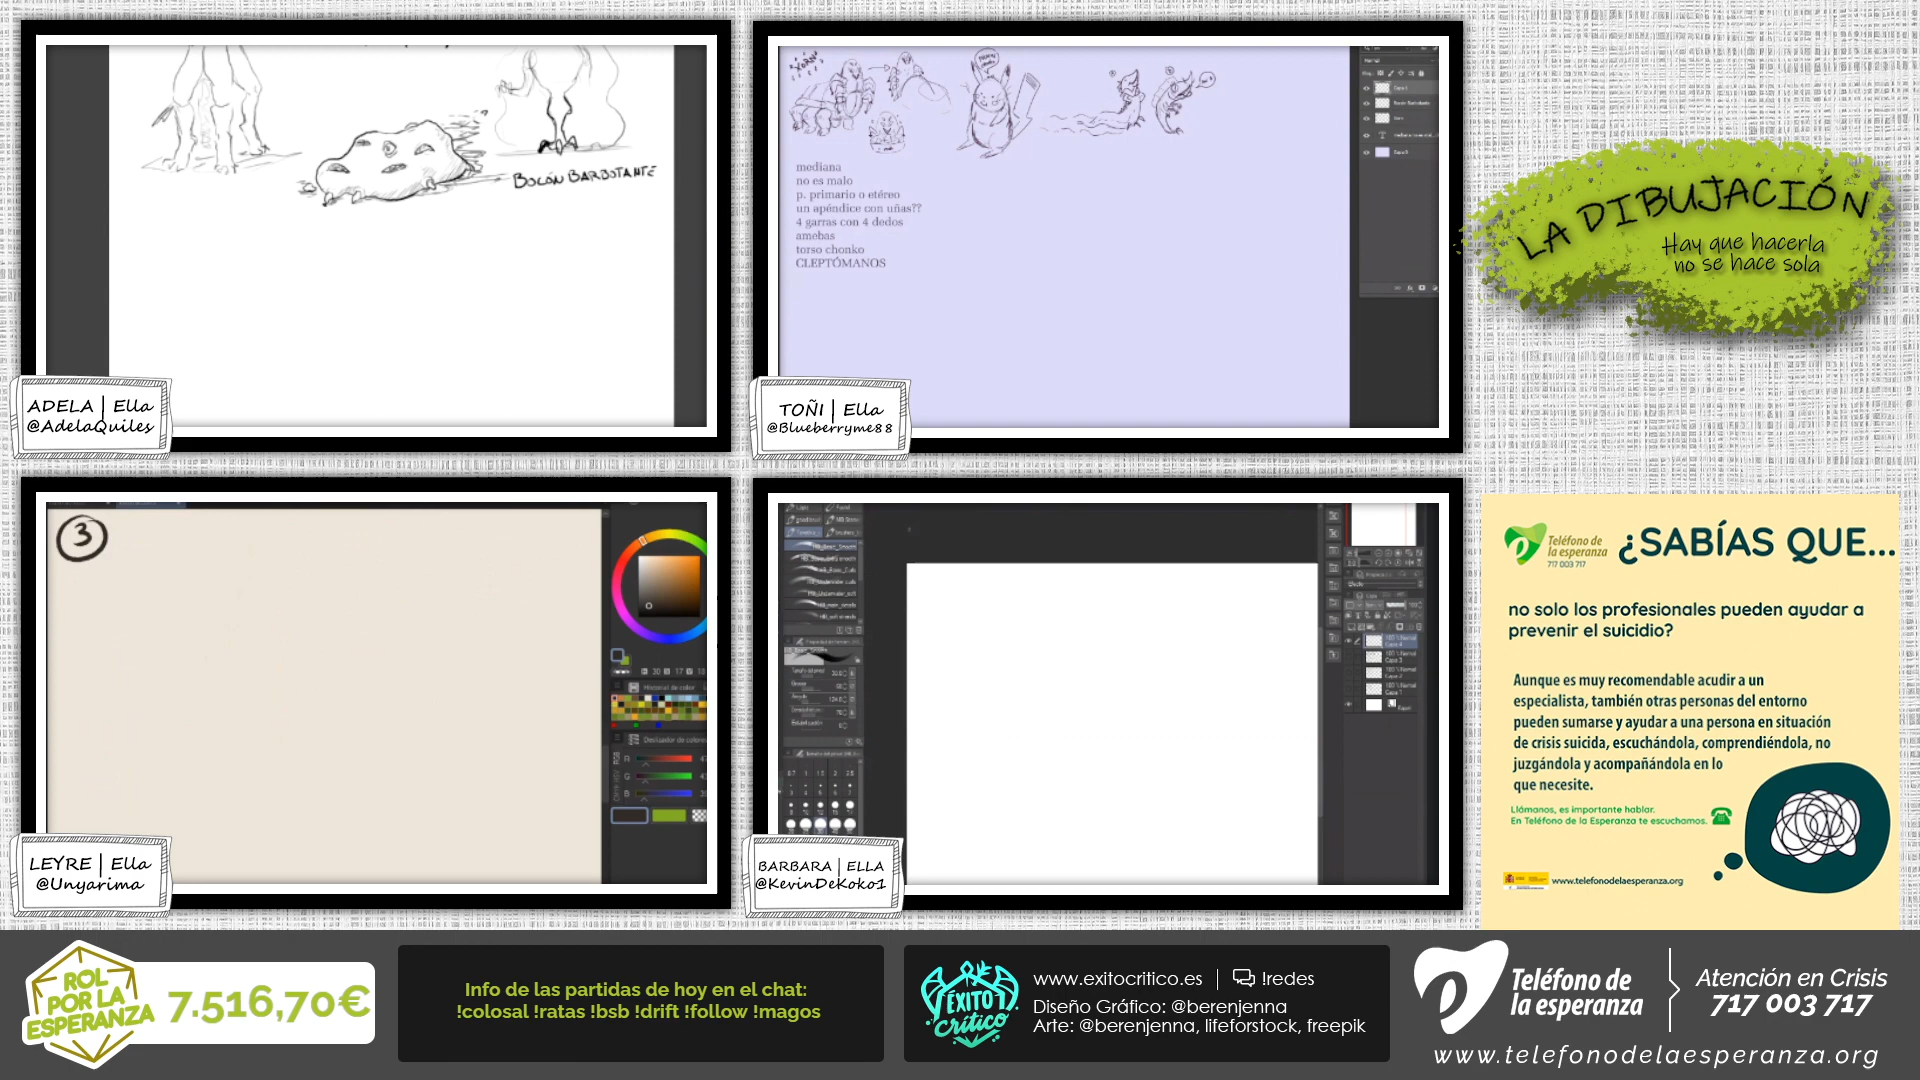 BOCÓN BARBOTANTE
ADELA | Ella
@AdelaQuiles
mediana
no es malo
p. primario o etéreo
un apéndice con uñas??
4 garras con 4 dedos
amebas
torso chonko
CLEPTÓMANOS
TOÑI | Ella
@Blueberryme88
LA DIBUJACIÓN
Hay que hacerla
no se hace sola
3
LEYRE | Ella
@Unyarima
BARBARA | ELLA
@KevinDeKoko1
Teléfono de
la esperanza
717 003 717
¿SABÍAS QUE...
no solo los profesionales pueden ayudar a
prevenir el suicidio?
Aunque es muy recomendable acudir a un
especialista, también otras personas del entorno
pueden sumarse y ayudar a una persona en situación
de crisis suicida, escuchándola, comprendiéndola, no
juzgándola y acompañándola en lo
que necesite.
Llámanos, es importante hablar.
En Teléfono de la Esperanza te escuchamos.
www.telefonodelaesperanza.org
ROL
POR LA
ESPERANZA
7.516,70€
Info de las partidas de hoy en el chat:
!colosal !ratas !bsb !drift !follow !magos
ÉXITO
Crítico
www.exitocritico.es | !redes
Diseño Gráfico: @berenjenna
Arte: @berenjenna, lifeforstock, freepik
Teléfono de
la esperanza
Atención en Crisis
717 003 717
www.telefonodelaesperanza.org